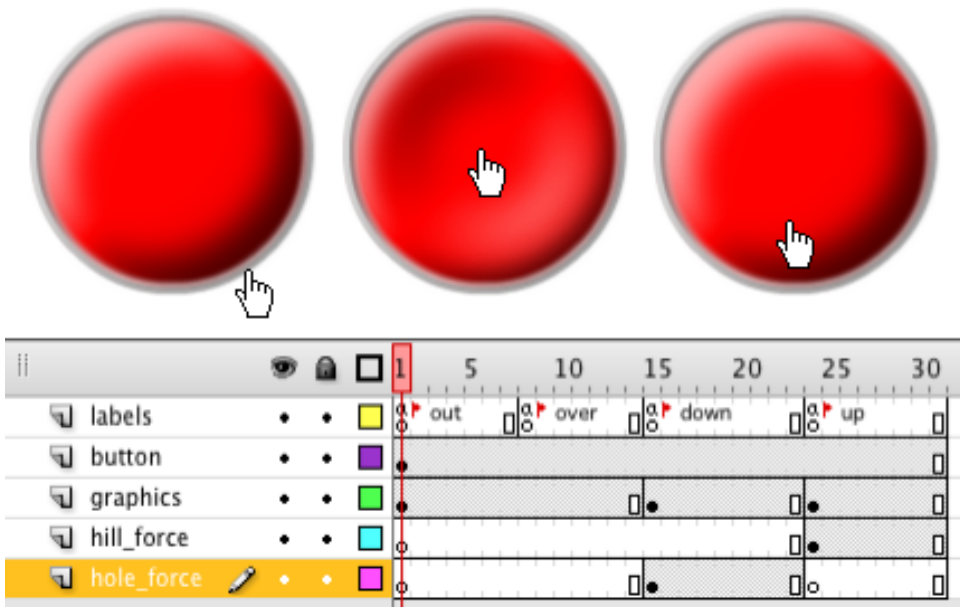 1 5 10 15 20 25 30
labels a out a over a down a up
button
graphics
hill_force
hole_force